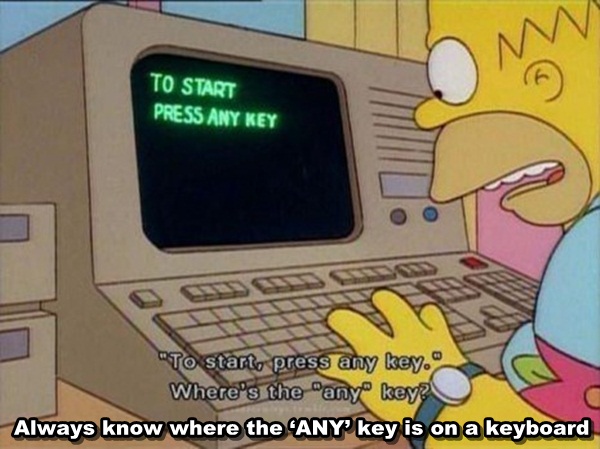 TO START
PRESS ANY KEY
"To start, press any key."
Where's the "any" key?
Always know where the ‘ANY’ key is on a keyboard